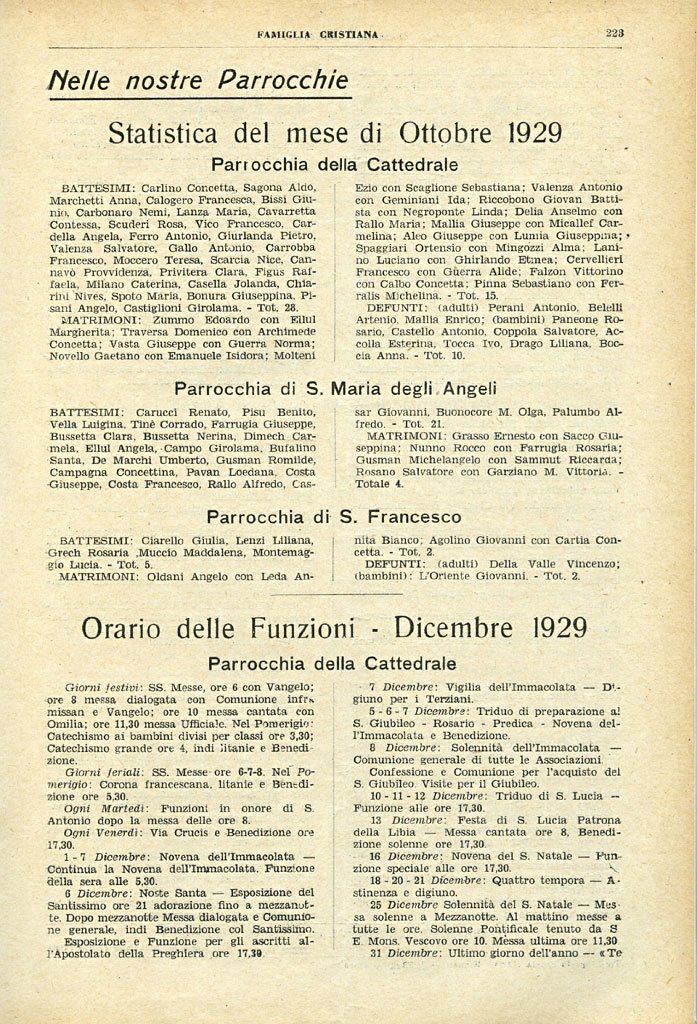 FAMIGLIA CRISTIANA
223
Nelle nostre Parrocchie
Statistica del mese di Ottobre 1929
Parrocchia della Cattedrale
BATTESIMI: Carlino Concetta, Sagona Aldo,
Marchetti Anna, Calogero Francesca, Bissi Giu-
nio, Carbonaro Nemi, Lanza Maria, Cavarretta
Contessa, Scuderi Rosa, Vico Francesco, Car-
della Angela, Ferro Antonio, Giurlanda Pietro,
Valenza Salvatore, Gallo Antonio, Carrobba
Francesco, Moccero Teresa, Scarcia Nice, Can-
navò Provvidenza, Privitera Clara, Figus Raf-
faela, Milano Caterina, Casella Jolanda, Chia-
rini Nives, Spoto Maria, Bonura Giuseppina, Pi-
sani Angelo, Castiglioni Girolama. - Tot. 28.
MATRIMONI: Zummo Edoardo con Ellul
Margherita; Traversa Domenico con Archimede
Concetta; Vasta Giuseppe con Guerra Norma;
Novello Gaetano con Emanuele Isidora; Molteni
Ezio con Scaglione Sebastiana; Valenza Antonio
con Geminiani Ida; Riccobono Giovan Batti-
sta con Negroponte Linda; Delia Anselmo con
Rallo Maria; Mallia Giuseppe con Micallef Car-
melina; Aleo Giuseppe con Lumia Giuseppina;
Spaggiari Ortensio con Mingozzi Alma; Lani-
no Luciano con Ghirlando Etmea; Cervellieri
Francesco con Guerra Alide; Falzon Vittorino
con Calbo Concetta; Pinna Sebastiano con Fer-
ralis Michelina. - Tot. 15.
DEFUNTI: (adulti) Perani Antonio, Belelli
Artenio, Mallia Enrico; (bambini) Paneone Ro-
sario, Castello Antonio, Coppola Salvatore, Ac-
colla Esterina, Tocca Ivo, Drago Liliana, Boc-
cia Anna. - Tot. 10.
Parrocchia di S. Maria degli Angeli
BATTESIMI: Carucci Renato, Pisu Benito,
Vella Luigina, Tinè Corrado, Farrugia Giuseppe,
Bussetta Clara, Bussetta Nerina, Dimech Car-
mela, Ellul Angela, Campo Girolama, Bufalino
Santa, De Marchi Umberto, Gusman Romilde,
Campagna Concettina, Pavan Loedana, Costa
Giuseppe, Costa Francesco, Rallo Alfredo, Cas-
sar Giovanni, Buonocore M. Olga, Palumbo Al-
fredo. - Tot. 21.
MATRIMONI: Grasso Ernesto con Sacco Giu-
seppina; Nunno Rocco con Farrugia Rosaria;
Gusman Michelangelo con Sammut Riccarda;
Rosano Salvatore con Garziano M. Vittoria. -
Totale 4.
Parrocchia di S. Francesco
BATTESIMI: Ciarello Giulia, Lenzi Liliana,
Grech Rosaria ,Muccio Maddalena, Montemag-
gio Lucia. - Tot. 5.
MATRIMONI: Oldani Angelo con Leda An-
nita Bianco; Agolino Giovanni con Cartia Con-
cetta. - Tot. 2.
DEFUNTI: (adulti) Della Valle Vincenzo;
(bambini): L'Oriente Giovanni. - Tot. 2.
Orario delle Funzioni - Dicembre 1929
Parrocchia della Cattedrale
Giorni festivi: SS. Messe, ore 6 con Vangelo;
ore 8 messa dialogata con Comunione infra
missan e Vangelo; ore 10 messa cantata con
Omilia; ore 11,30 messa Ufficiale. Nel Pomerigio:
Catechismo ai bambini divisi per classi ore 3,30;
Catechismo grande ore 4, indi litanie e Benedi-
zione.
Giorni feriali: SS. Messe ore 6-7-8. Nel Po-
merigio: Corona francescana, litanie e Benedi-
zione ore 5,30.
Ogni Martedì: Funzioni in onore di S.
Antonio dopo la messa delle ore 8.
Ogni Venerdì: Via Crucis e Benedizione ore
17,30.
1 - 7 Dicembre: Novena dell'Immacolata —
Continua la Novena dell'Immacolata. Funzione
della sera alle 5,30.
6 Dicembre: Noste Santa — Esposizione del
Santissimo ore 21 adorazione fino a mezzanot-
te. Dopo mezzanotte Messa dialogata e Comunio-
ne generale, indi Benedizione col Santissimo.
Esposizione e Funzione per gli ascritti al-
l'Apostolato della Preghiera ore 17,30.
7 Dicembre: Vigilia dell'Immacolata — Di-
giuno per i Terziani.
5 - 6 - 7 Dicembre: Triduo di preparazione al
S. Giubileo - Rosario - Predica - Novena del-
l'Immacolata e Benedizione.
8 Dicembre: Solennità dell'Immacolata —
Comunione generale di tutte le Associazioni.
Confessione e Comunione per l'acquisto del
S. Giubileo. Visite per il Giubileo.
10 - 11 - 12 Dicembre: Triduo di S. Lucia —
Funzione alle ore 17,30.
13 Dicembre: Festa di S. Lucia Patrona
della Libia — Messa cantata ore 8, Benedi-
zione solenne ore 17,30.
16 Dicembre: Novena del S. Natale — Fun-
zione speciale alle ore 17,30.
18 - 20 - 21 Dicembre: Quattro tempora — A-
stinenza e digiuno.
25 Dicembre Solennità del S. Natale — Mes-
sa solenne a Mezzanotte. Al mattino messe a
tutte le ore. Solenne Pontificale tenuto da S
E. Mons. Vescovo ore 10. Messa ultima ore 11,30
31 Dicembre: Ultimo giorno dell'anno — «Te